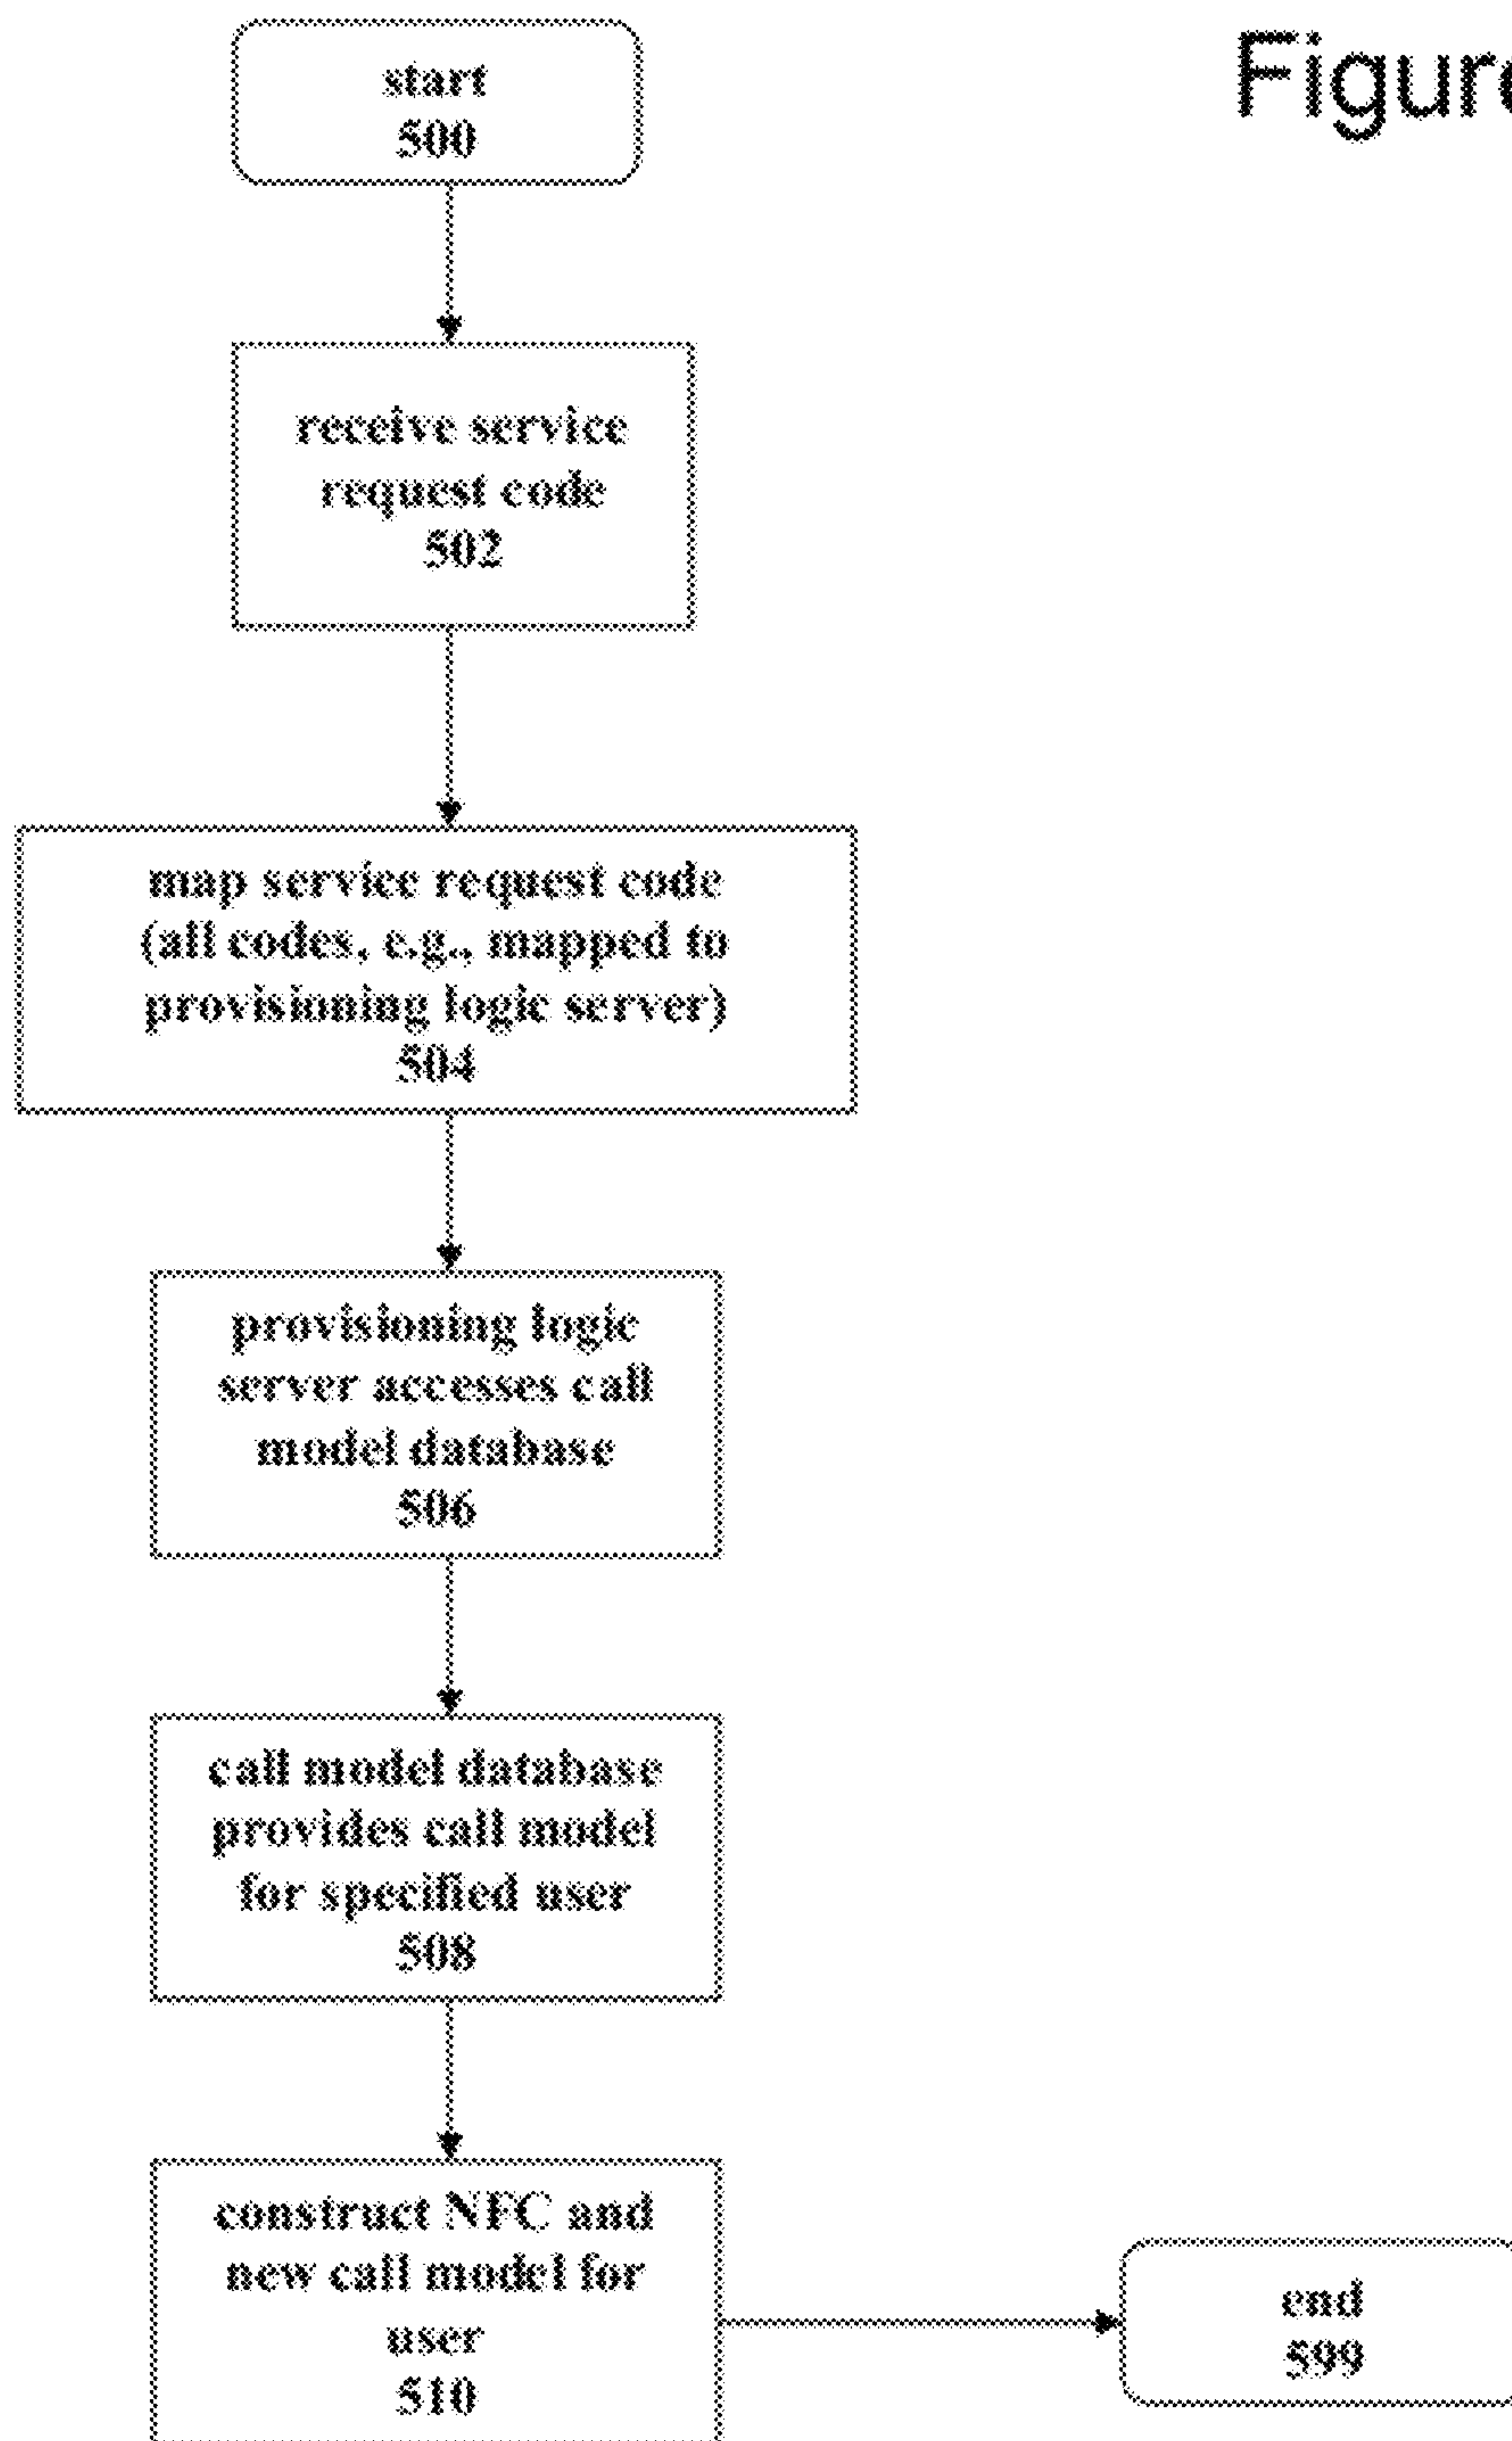 Figure
start
500
receive service
request code
502
map service request code
(all codes, e.g., mapped to
provisioning logic server)
504
provisioning logic
server accesses call
model database
506
call model database
provides call model
for specified user
508
construct NFC and
new call model for
user
510
end
599